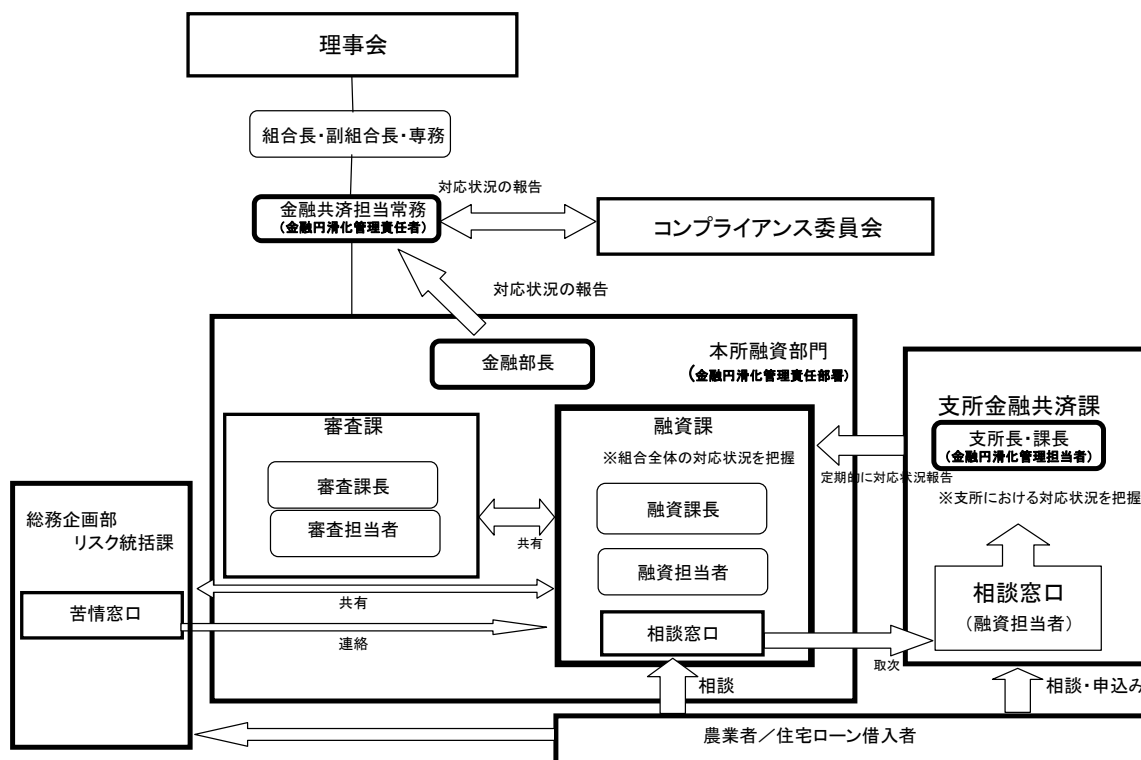 理事会
組合長・副組合長・専務
対応状況の報告
金融共済担当常務
(金融円滑化管理責任者)
コンプライアンス委員会
対応状況の報告
金融部長
本所融資部門
(金融円滑化管理責任部署)
支所金融共済課
支所長・課長
(金融円滑化管理担当者)
※支所における対応状況を把握
審査課
審査課長
審査担当者
融資課
※組合全体の対応状況を把握
定期的に対応状況報告
融資課長
共有
融資担当者
総務企画部
リスク統括課
苦情窓口
共有
連絡
相談窓口
相談窓口
(融資担当者)
取次
相談
相談・申込み
農業者/住宅ローン借入者